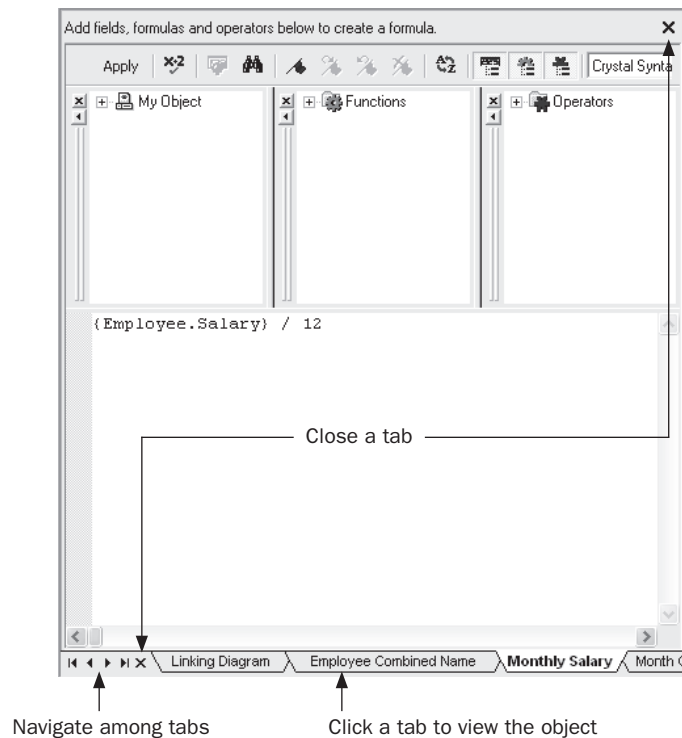 Add fields, formulas and operators below to create a formula.
Apply
Crystal Synta
My Object
Functions
Operators
{Employee.Salary} / 12
Close a tab
Linking Diagram
Employee Combined Name
Monthly Salary
Month
Navigate among tabs
Click a tab to view the object